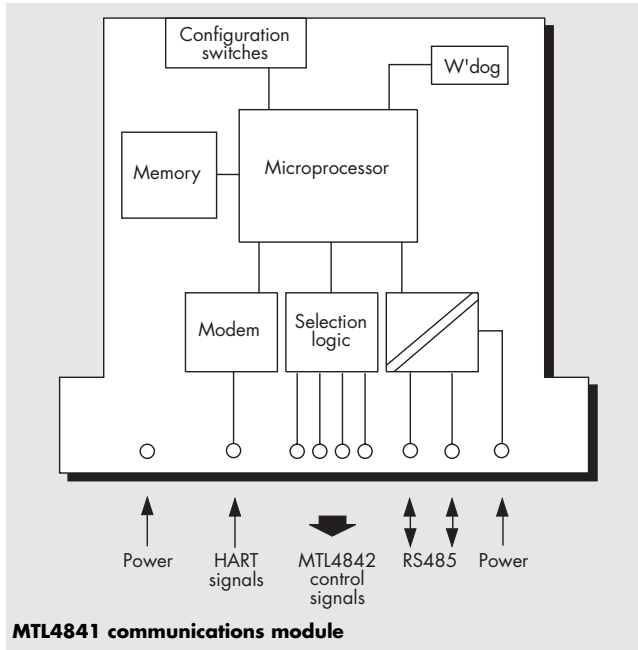 Configuration
switches
W'dog
Memory
Microprocessor
Modem
Selection
logic
Power
HART
signals
MTL4842
control
signals
RS485
Power
MTL4841 communications module